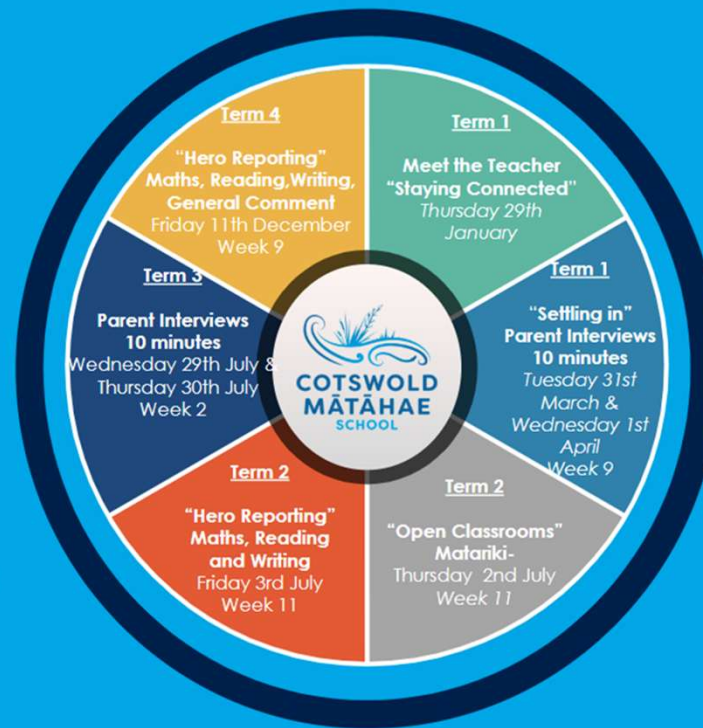 Term 1
Meet the Teacher
“Staying Connected”
Thursday 29th
January
Term 1
“Settling in”
Parent Interviews
10 minutes
Tuesday 31st
March &
Wednesday 1st
April
Week 9
Term 2
“Open Classrooms”
Matariki-
Thursday 2nd July
Week 11
Term 2
“Hero Reporting”
Maths, Reading
and Writing
Friday 3rd July
Week 11
Term 3
Parent Interviews
10 minutes
Wednesday 29th July &
Thursday 30th July
Week 2
Term 4
“Hero Reporting”
Maths, Reading,Writing,
General Comment
Friday 11th December
Week 9
COTSWOLD
MĀTĀHAE
SCHOOL